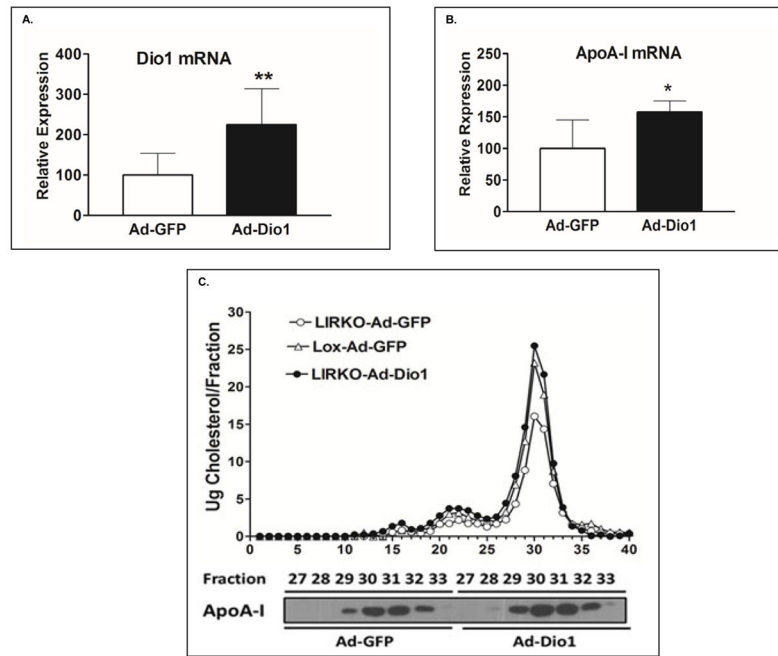 A.
Dio1 mRNA
Relative Expression
400
300
200
100
0
**
Ad-GFP
Ad-Dio1
B.
ApoA-I mRNA
Relative Rxpression
250
200
150
100
50
0
*
Ad-GFP
Ad-Dio1
C.
Ug Cholesterol/Fraction
30
25
20
15
10
5
0
LIRKO-Ad-GFP
Lox-Ad-GFP
LIRKO-Ad-Dio1
0 5 10 15 20 25 30 35 40
Fraction 27 28 29 30 31 32 33 27 28 29 30 31 32 33
ApoA-I
Ad-GFP
Ad-Dio1